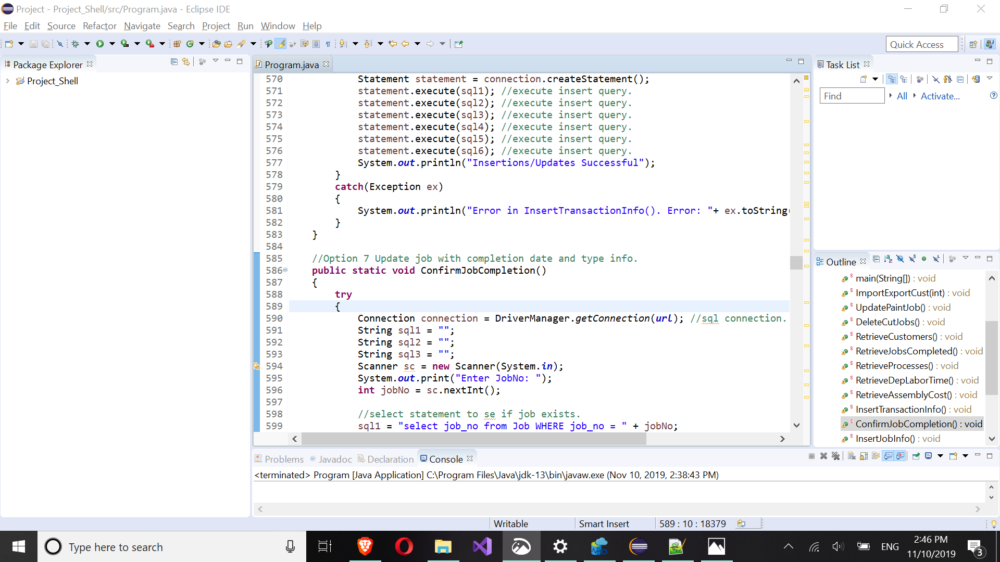 Project - Project_Shell/src/Program.java - Eclipse IDE
File Edit Source Refactor Navigate Search Project Run Window Help
Quick Access
Package Explorer
Project_Shell
Program.java
570 Statement statement = connection.createStatement();
571 statement.execute(sql1); //execute insert query.
572 statement.execute(sql2); //execute insert query.
573 statement.execute(sql3); //execute insert query.
574 statement.execute(sql4); //execute insert query.
575 statement.execute(sql5); //execute insert query.
576 statement.execute(sql6); //execute insert query.
577 System.out.println("Insertions/Updates Successful");
578 }
579 catch(Exception ex)
580 {
581 System.out.println("Error in InsertTransactionInfo(). Error: "+ ex.toString(
582 }
583 }
584
585 //Option 7 Update job with completion date and type info.
586 public static void ConfirmJobCompletion()
587 {
588 try
589 {
590 Connection connection = DriverManager.getConnection(url); //sql connection.
591 String sql1 = "";
592 String sql2 = "";
593 String sql3 = "";
594 Scanner sc = new Scanner(System.in);
595 System.out.print("Enter JobNo: ");
596 int jobNo = sc.nextInt();
597
598 //select statement to se if job exists.
599 sql1 = "select job_no from Job WHERE job_no = " + jobNo;
Task List
Find All Activate...
Outline
main(String[]) : void
ImportExportCust(int) : void
UpdatePaintJob() : void
DeleteCutJobs() : void
RetrieveCustomers() : void
RetrieveJobsCompleted() : void
RetrieveProcesses() : void
RetrieveDepLaborTime() : void
RetrieveAssemblyCost() : void
InsertTransactionInfo() : void
ConfirmJobCompletion() : void
InsertJobInfo() : void
Problems @ Javadoc Declaration Console
<terminated> Program [Java Application] C:\Program Files\Java\jdk-13\bin\javaw.exe (Nov 10, 2019, 2:38:43 PM)
Writable Smart Insert 589 : 10 : 18379
Type here to search
ENG
2:46 PM
11/10/2019
3